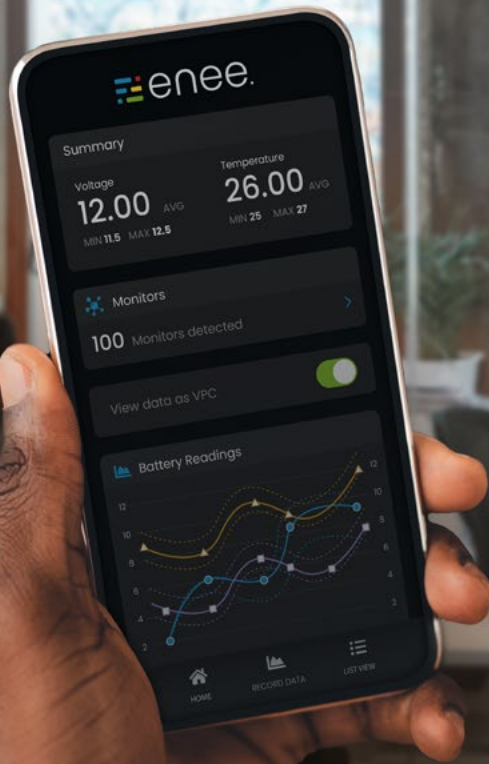 enee.
Summary
Voltage
Temperature
12.00 AVG
26.00 AVG
MIN 11.5 MAX 12.5
MIN 25 MAX 27
Monitors
100 Monitors detected
View data as VPC
Battery Readings
12
10
8
6
4
2
12
10
8
6
4
2
HOME
RECORD DATA
LIST VIEW